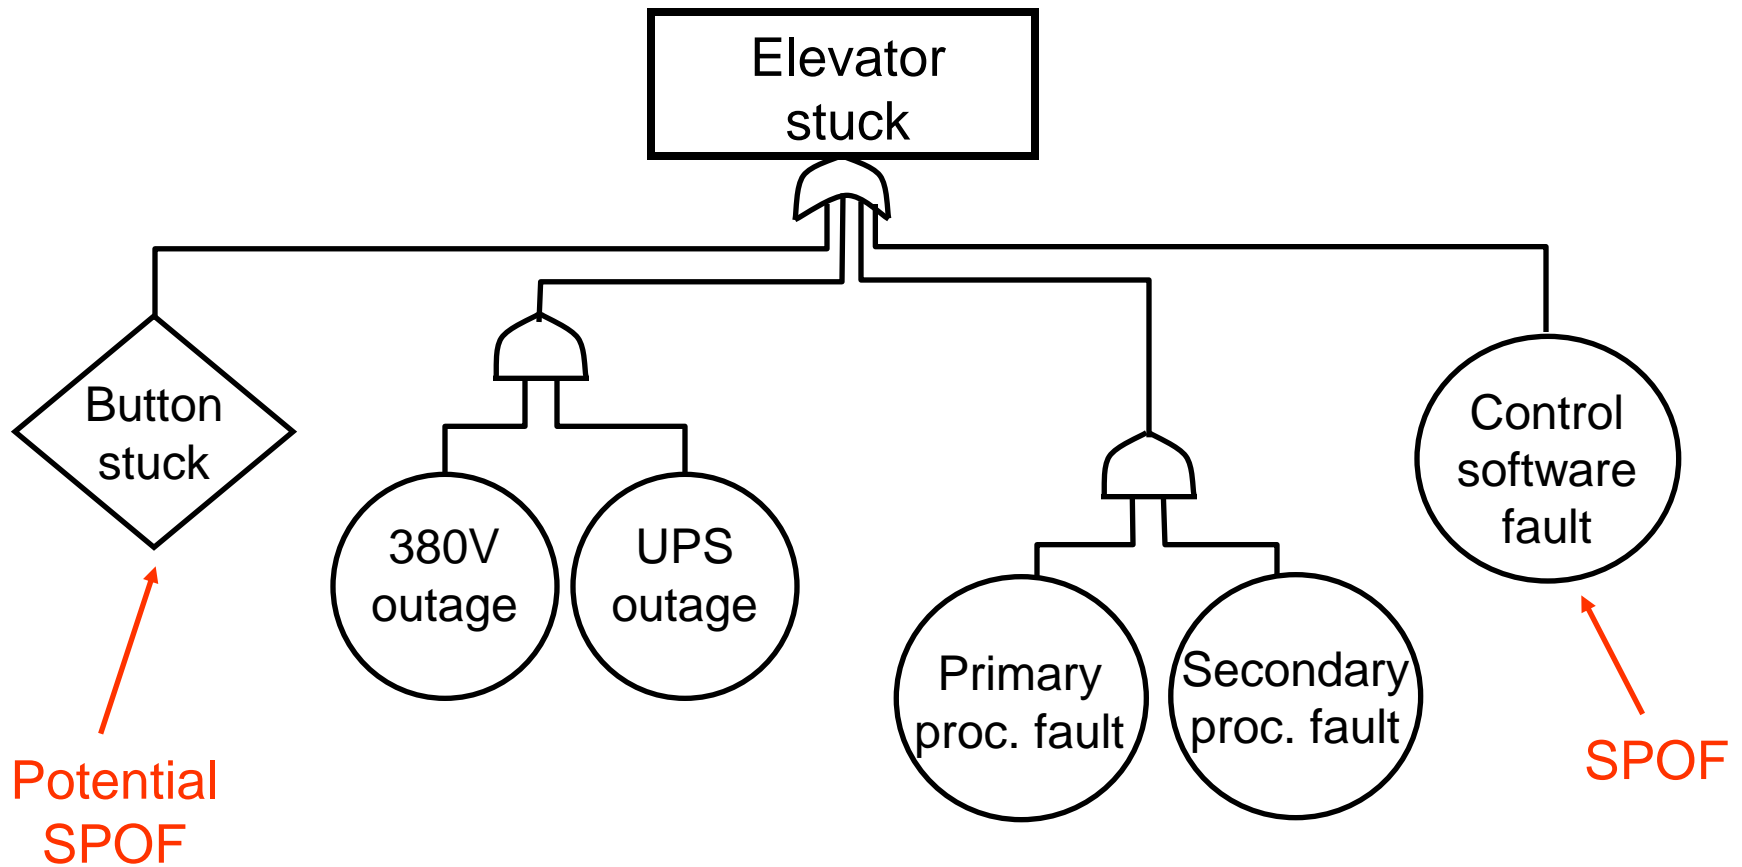 Elevator
stuck
Button
stuck
380V
outage
UPS
outage
Primary
proc. fault
Secondary
proc. fault
Control
software
fault
Potential
SPOF
SPOF